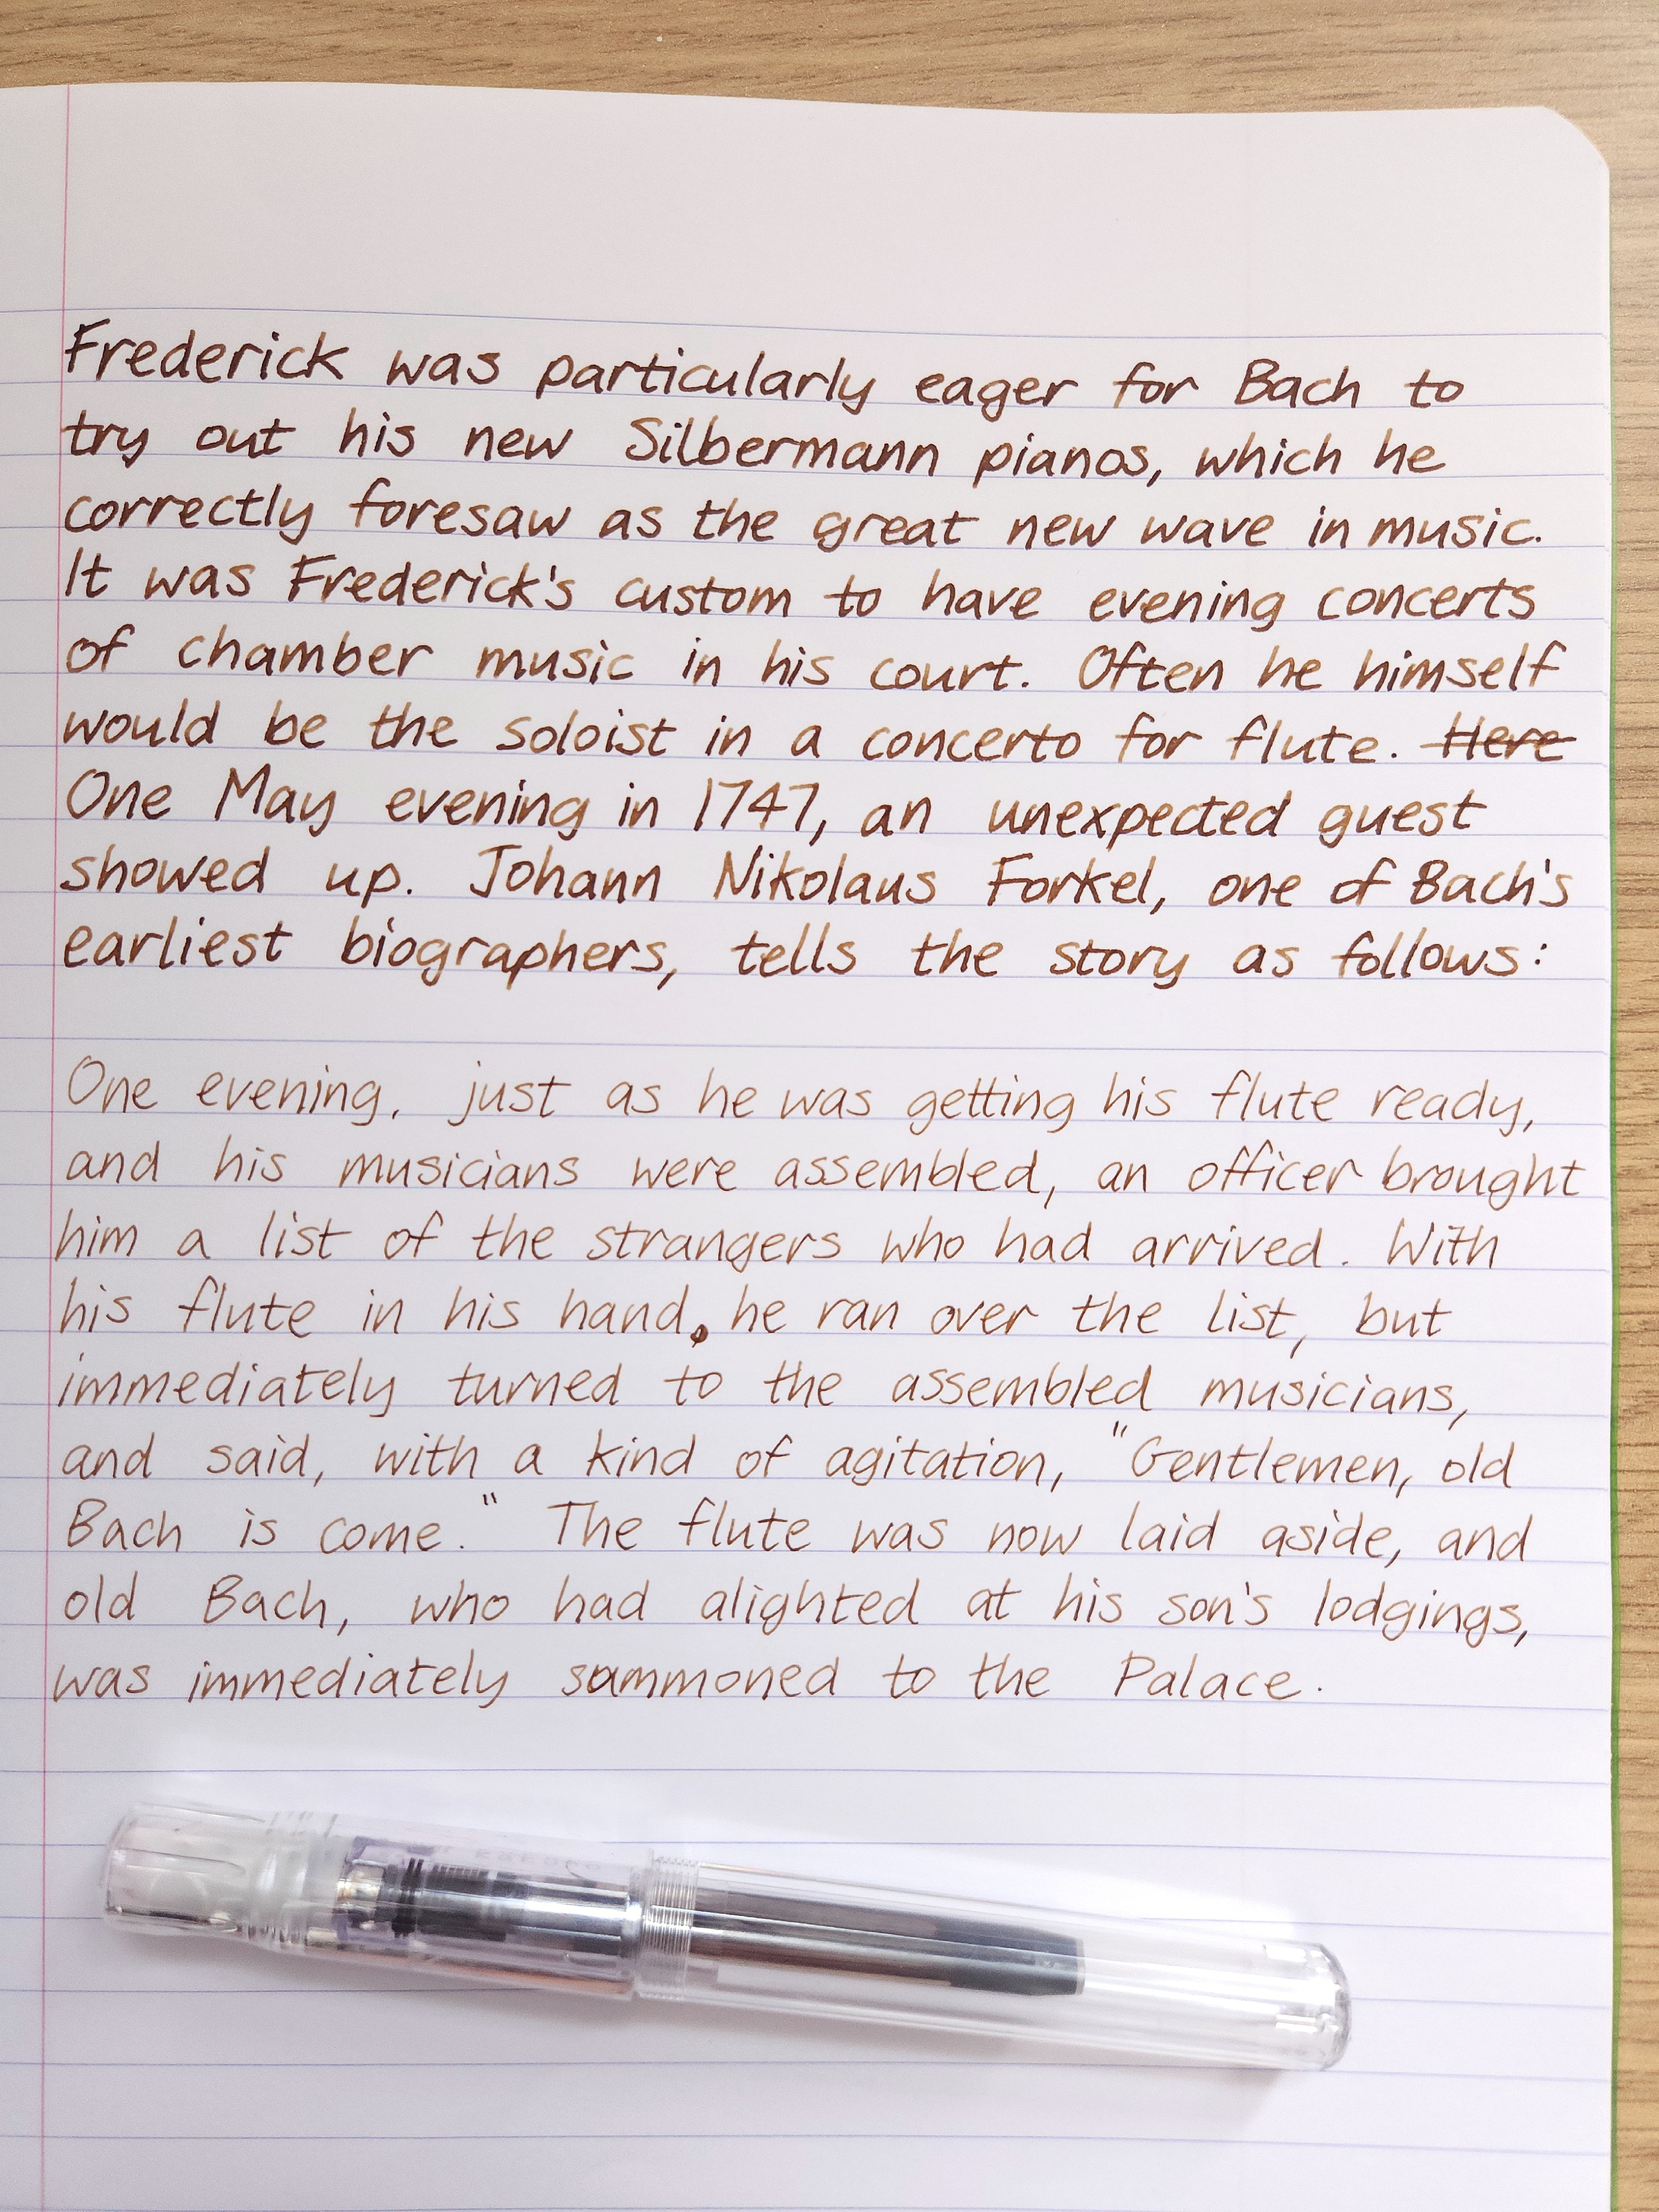 Frederick was particularly eager for Bach to
try out his new Silbermann pianos, which he
correctly foresaw as the great new wave in music.
It was Frederick's custom to have evening concerts
of chamber music in his court. Often he himself
would be the soloist in a concerto for flute. Here
One May evening in 1747, an unexpected guest
showed up. Johann Nikolaus Forkel, one of Bach's
earliest biographers, tells the story as follows:
One evening, just as he was getting his flute ready,
and his musicians were assembled, an officer brought
him a list of the strangers who had arrived. With
his flute in his hand, he ran over the list, but
immediately turned to the assembled musicians,
and said, with a kind of agitation, "Gentlemen, old
Bach is come." The flute was now laid aside, and
old Bach, who had alighted at his son's lodgings,
was immediately summoned to the Palace.